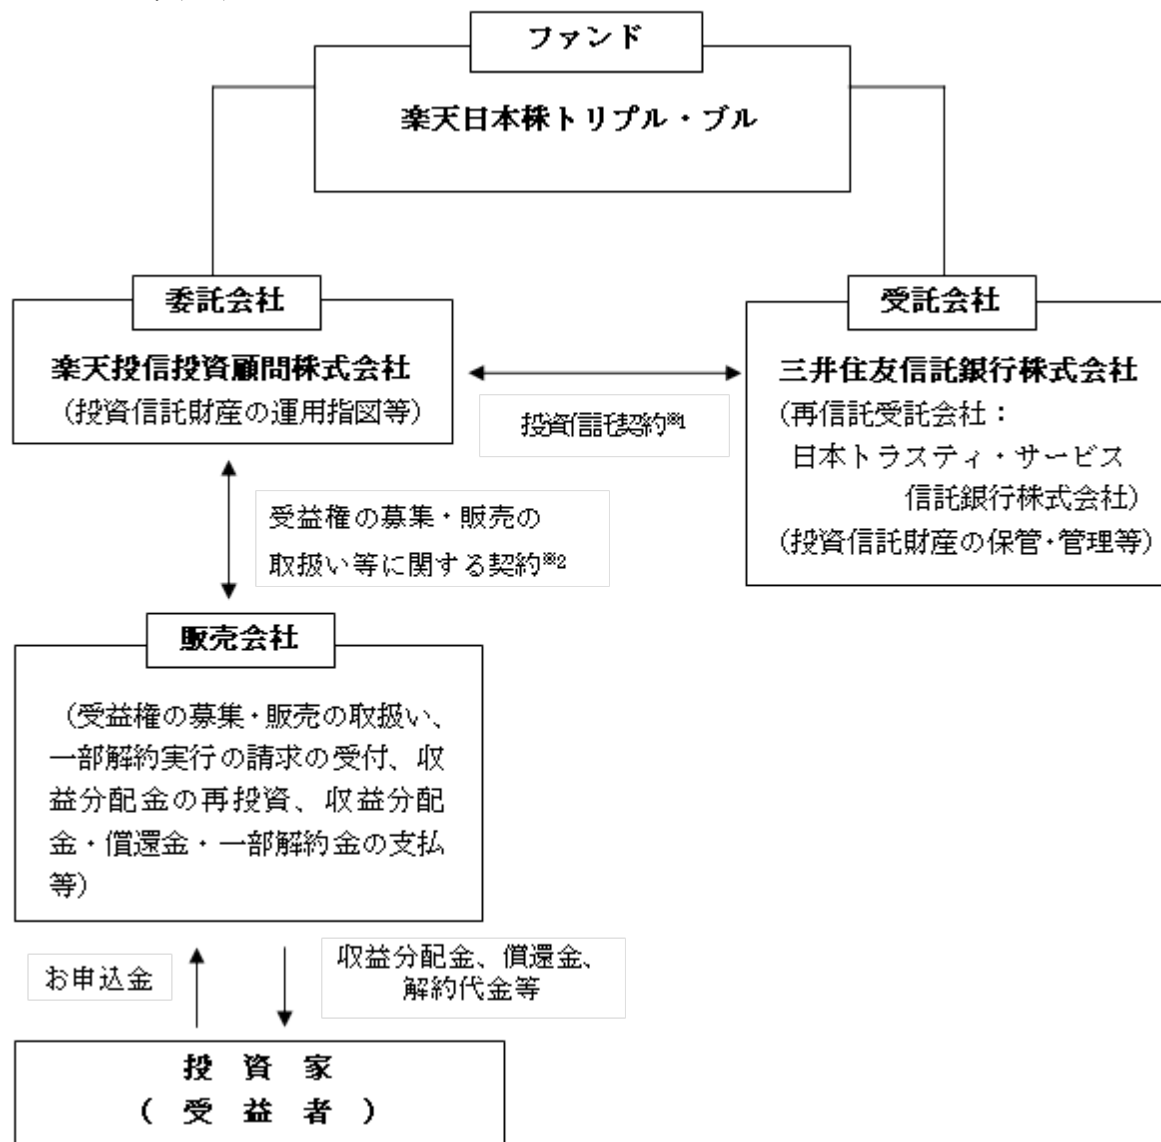 ファンド
楽天日本株トリプル・ブル
委託会社
楽天投信投資顧問株式会社
(投資信託財産の運用指図等)
投資信託契約※1
受託会社
三井住友信託銀行株式会社
(再信託受託会社:
日本トラスティ・サービス
信託銀行株式会社)
(投資信託財産の保管・管理等)
受益権の募集・販売の
取扱い等に関する契約※2
販売会社
(受益権の募集・販売の取扱い、
一部解約実行の請求の受付、収
益分配金の再投資、収益分配
金・償還金・一部解約金の支払
等)
お申込金
収益分配金、償還金、
解約代金等
投 資 家
( 受 益 者 )